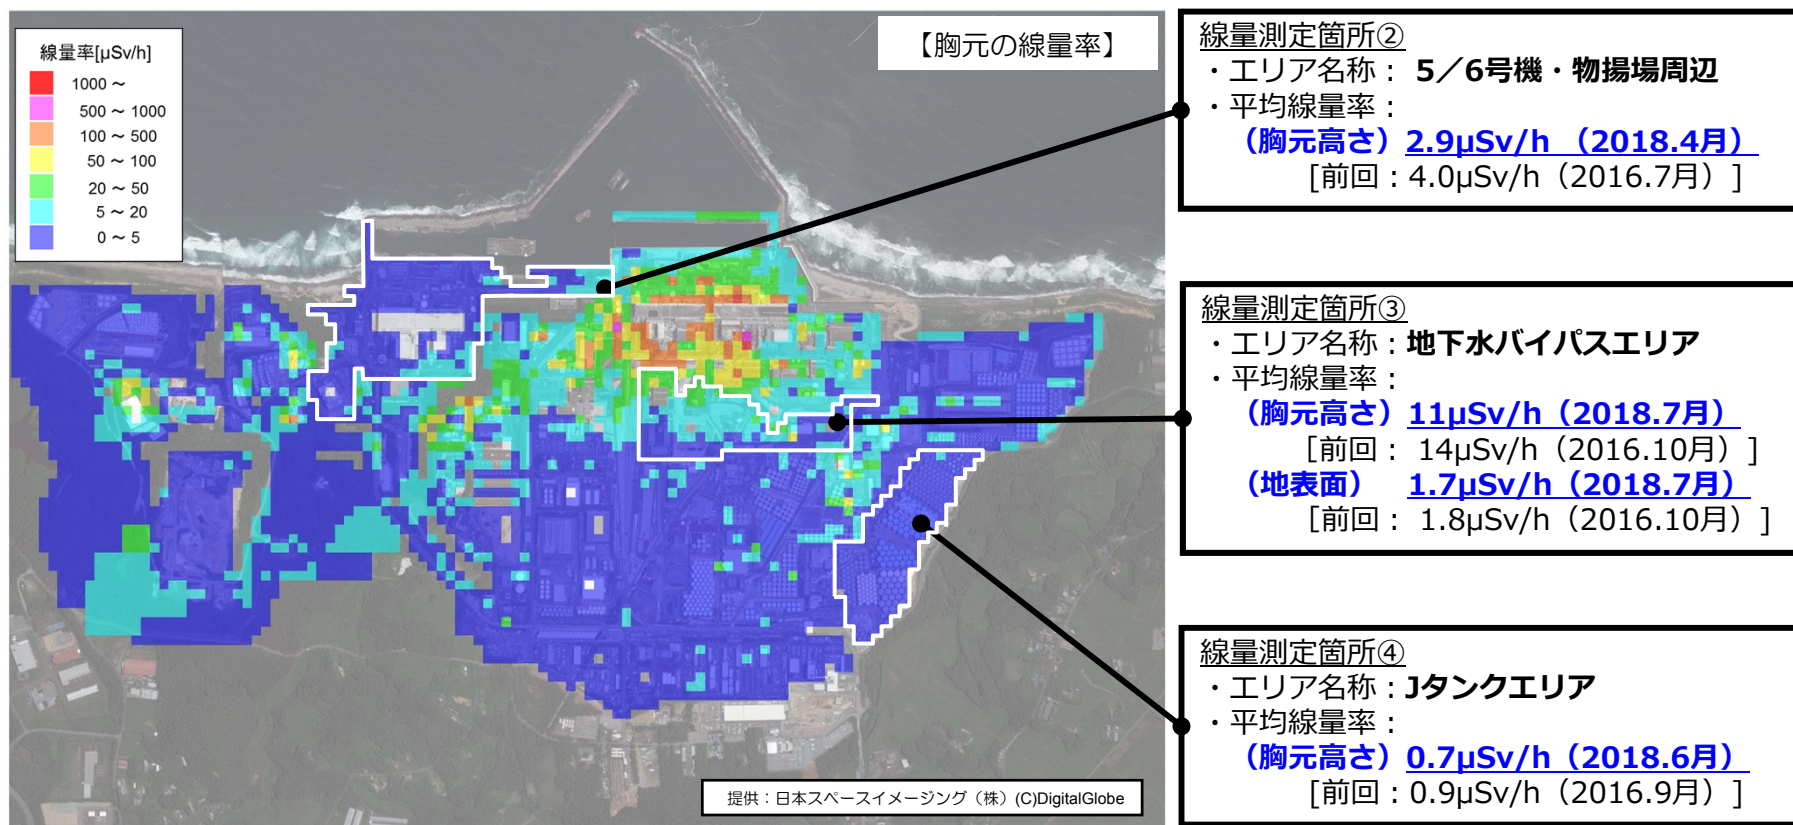 【胸元の線量率】
線量率[μSv/h]
1000 ～
500 ～ 1000
100 ～ 500
50 ～ 100
20 ～ 50
5 ～ 20
0 ～ 5
提供：日本スペースイメージング（株）(C)DigitalGlobe
線量測定箇所②
・エリア名称： 5／6号機・物揚場周辺
・平均線量率：
（胸元高さ）2.9μSv/h （2018.4月）
[前回：4.0μSv/h（2016.7月）]
線量測定箇所③
・エリア名称：地下水バイパスエリア
・平均線量率：
（胸元高さ）11μSv/h（2018.7月）
[前回： 14μSv/h（2016.10月）]
（地表面） 1.7μSv/h（2018.7月）
[前回： 1.8μSv/h（2016.10月）]
線量測定箇所④
・エリア名称：Jタンクエリア
・平均線量率：
（胸元高さ）0.7μSv/h（2018.6月）
[前回：0.9μSv/h（2016.9月）]